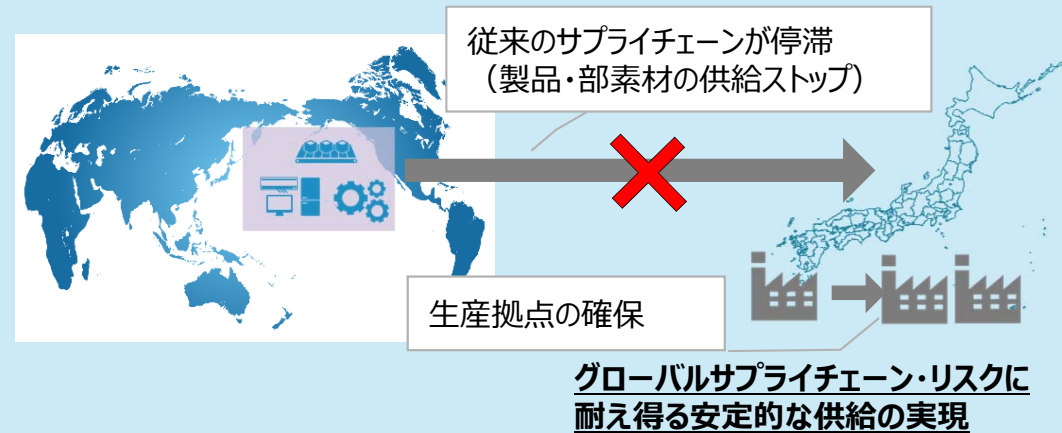 従来のサプライチェーンが停滞
（製品・部素材の供給ストップ）
生産拠点の確保
グローバルサプライチェーン・リスクに
耐え得る安定的な供給の実現